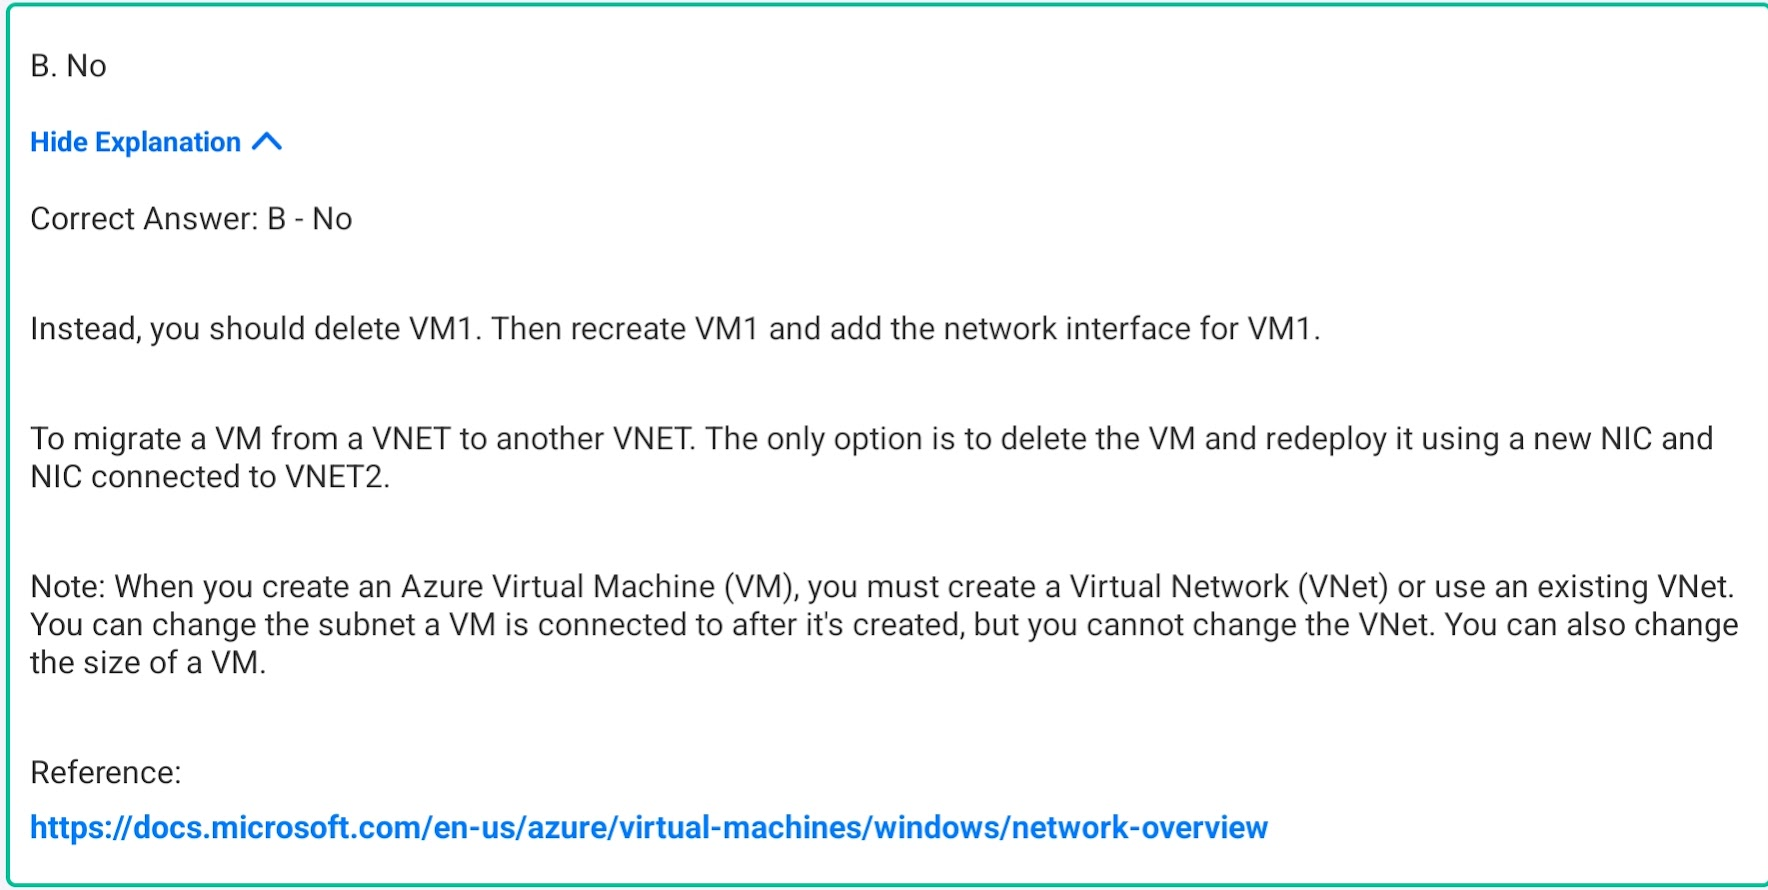 B. No
Hide Explanation
Correct Answer: B - No
Instead, you should delete VM1. Then recreate VM1 and add the network interface for VM1.
To migrate a VM from a VNET to another VNET. The only option is to delete the VM and redeploy it using a new NIC and
NIC connected to VNET2.
Note: When you create an Azure Virtual Machine (VM), you must create a Virtual Network (VNet) or use an existing VNet.
You can change the subnet a VM is connected to after it's created, but you cannot change the VNet. You can also change
the size of a VM.
Reference:
https://docs.microsoft.com/en-us/azure/virtual-machines/windows/network-overview